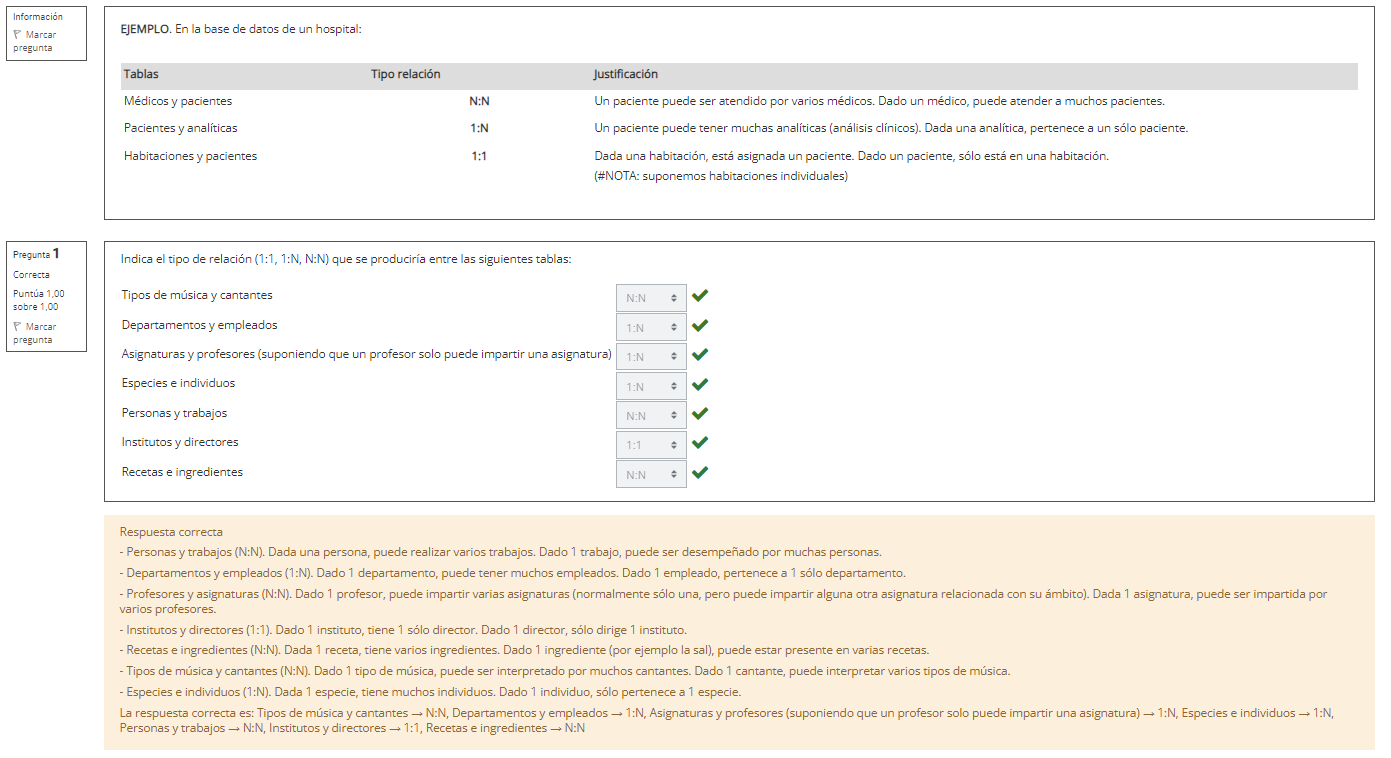 Información
Marcar
pregunta
EJEMPLO. En la base de datos de un hospital:
Tablas Tipo relación Justificación
Médicos y pacientes N:N Un paciente puede ser atendido por varios médicos. Dado un médico, puede atender a muchos pacientes.
Pacientes y analíticas 1:N Un paciente puede tener muchas analíticas (análisis clínicos). Dada una analítica, pertenece a un sólo paciente.
Habitaciones y pacientes 1:1 Dada una habitación, está asignada un paciente. Dado un paciente, sólo está en una habitación.
(#NOTA: suponemos habitaciones individuales)
Pregunta 1
Correcta
Puntúa 1,00
sobre 1,00
Marcar
pregunta
Indica el tipo de relación (1:1, 1:N, N:N) que se produciría entre las siguientes tablas:
Tipos de música y cantantes N:N
Departamentos y empleados 1:N
Asignaturas y profesores (suponiendo que un profesor solo puede impartir una asignatura) 1:N
Especies e individuos 1:N
Personas y trabajos N:N
Institutos y directores 1:1
Recetas e ingredientes N:N
Respuesta correcta
- Personas y trabajos (N:N). Dada una persona, puede realizar varios trabajos. Dado 1 trabajo, puede ser desempeñado por muchas personas.
- Departamentos y empleados (1:N). Dado 1 departamento, puede tener muchos empleados. Dado 1 empleado, pertenece a 1 sólo departamento.
- Profesores y asignaturas (N:N). Dado 1 profesor, puede impartir varias asignaturas (normalmente sólo una, pero puede impartir alguna otra asignatura relacionada con su ámbito). Dada 1 asignatura, puede ser impartida por
varios profesores.
- Institutos y directores (1:1). Dado 1 instituto, tiene 1 sólo director. Dado 1 director, sólo dirige 1 instituto.
- Recetas e ingredientes (N:N). Dada 1 receta, tiene varios ingredientes. Dado 1 ingrediente (por ejemplo la sal), puede estar presente en varias recetas.
- Tipos de música y cantantes (N:N). Dado 1 tipo de música, puede ser interpretado por muchos cantantes. Dado 1 cantante, puede interpretar varios tipos de música.
- Especies e individuos (1:N). Dada 1 especie, tiene muchos individuos. Dado 1 individuo, sólo pertenece a 1 especie.
La respuesta correcta es: Tipos de música y cantantes → N:N, Departamentos y empleados → 1:N, Asignaturas y profesores (suponiendo que un profesor solo puede impartir una asignatura) → 1:N, Especies e individuos → 1:N,
Personas y trabajos → N:N, Institutos y directores → 1:1, Recetas e ingredientes → N:N